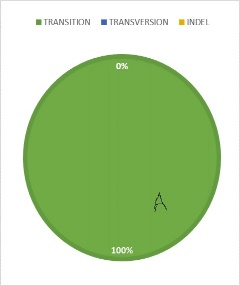 TRANSITION TRANSVERSION INDEL
0%
A
100%